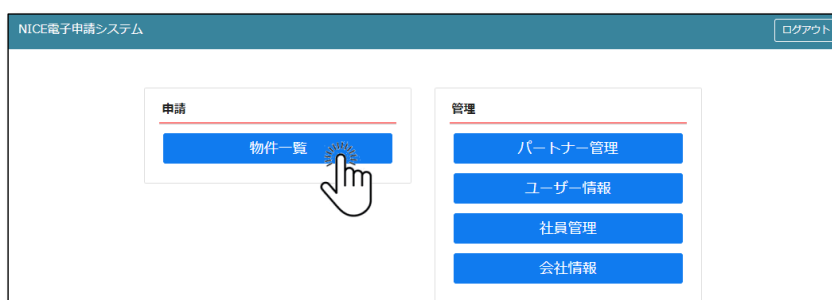 NICE電子申請システム
ログアウト
申請
物件一覧
管理
パートナー管理
ユーザー情報
社員管理
会社情報